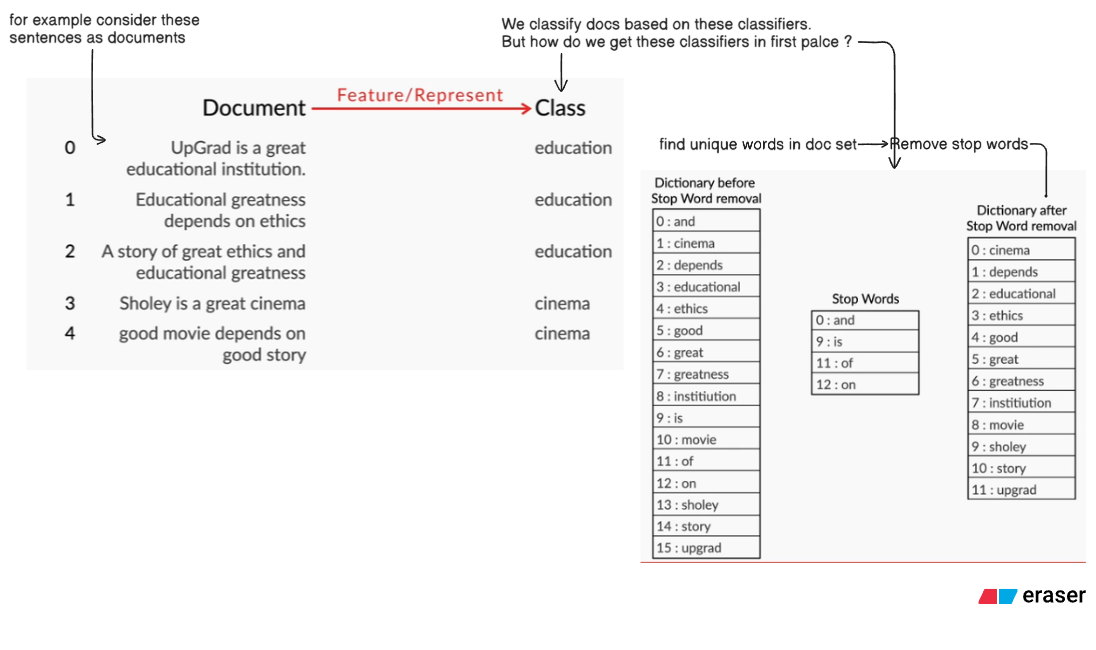 for example consider these
sentences as documents
We classify docs based on these classifiers.
But how do we get these classifiers in first palce ?
Document
Feature/Represent
Class
0
UpGrad is a great
educational institution.
education
1
Educational greatness
depends on ethics
education
2
A story of great ethics and
educational greatness
education
3
Sholey is a great cinema
cinema
4
good movie depends on
good story
cinema
find unique words in doc set
Remove stop words
Dictionary before
Stop Word removal
0 : and
1 : cinema
2 : depends
3 : educational
4 : ethics
5 : good
6 : great
7 : greatness
8 : institiution
9 : is
10 : movie
11 : of
12 : on
13 : sholey
14 : story
15 : upgrad
Stop Words
0 : and
9 : is
11 : of
12 : on
Dictionary after
Stop Word removal
0 : cinema
1 : depends
2 : educational
3 : ethics
4 : good
5 : great
6 : greatness
7 : institiution
8 : movie
9 : sholey
10 : story
11 : upgrad
eraser